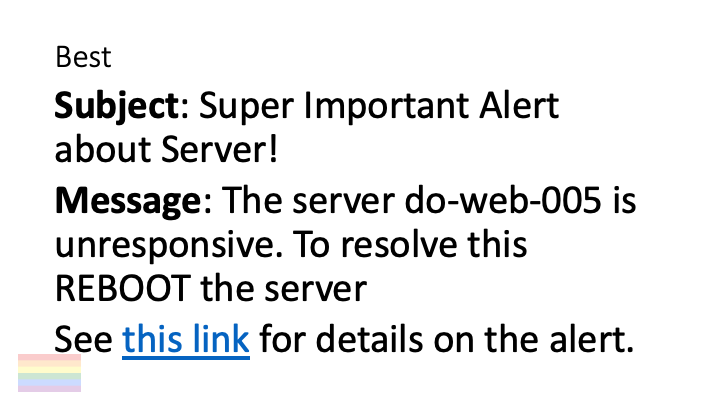 Best
Subject: Super Important Alert
about Server!
Message: The server do-web-005 is
unresponsive. To resolve this
REBOOT the server
See this link for details on the alert.